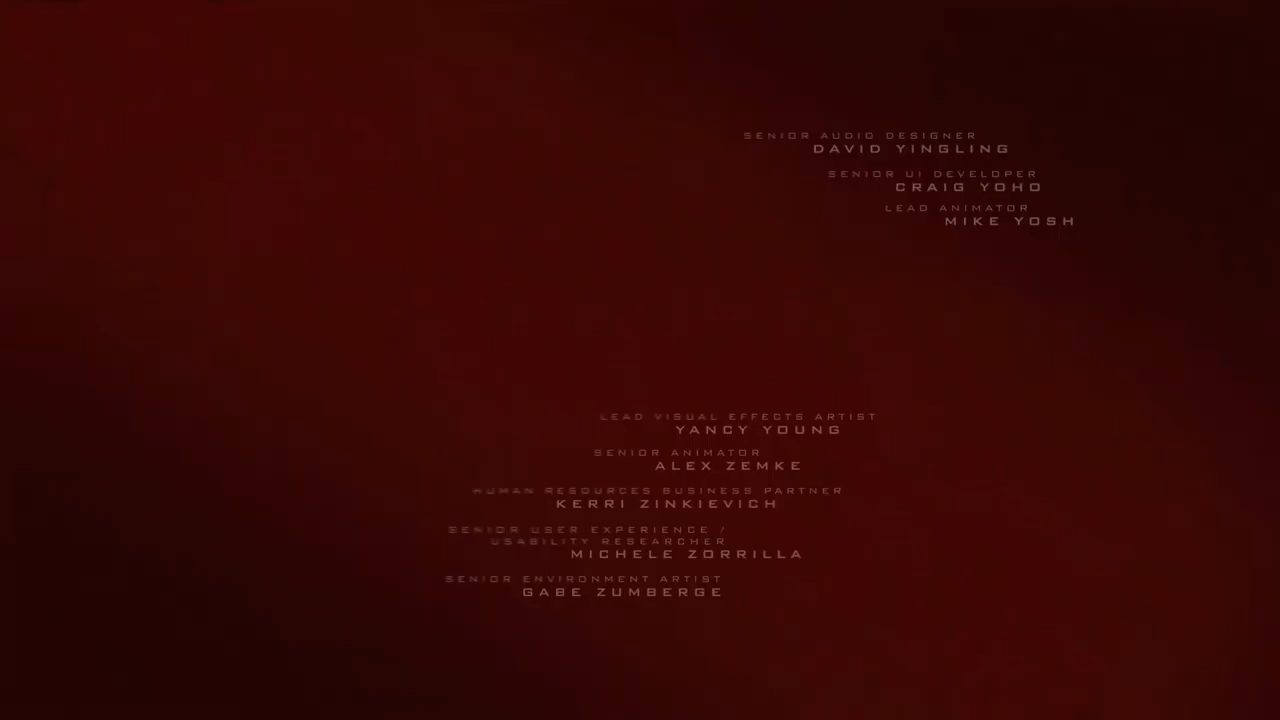 SENIOR AUDIO DESIGNER
DAVID YINGLING
SENIOR UI DEVELOPER
CRAIG YOHO
LEAD ANIMATOR
MIKE YOSH
LEAD VISUAL EFFECTS ARTIST
YANCY YOUNG
SENIOR ANIMATOR
ALEX ZEMKE
HUMAN RESOURCES BUSINESS PARTNER
KERRI ZINKIEVICH
SENIOR USER EXPERIENCE /
USABILITY RESEARCHER
MICHELE ZORRILLA
SENIOR ENVIRONMENT ARTIST
GABE ZUMBERGE